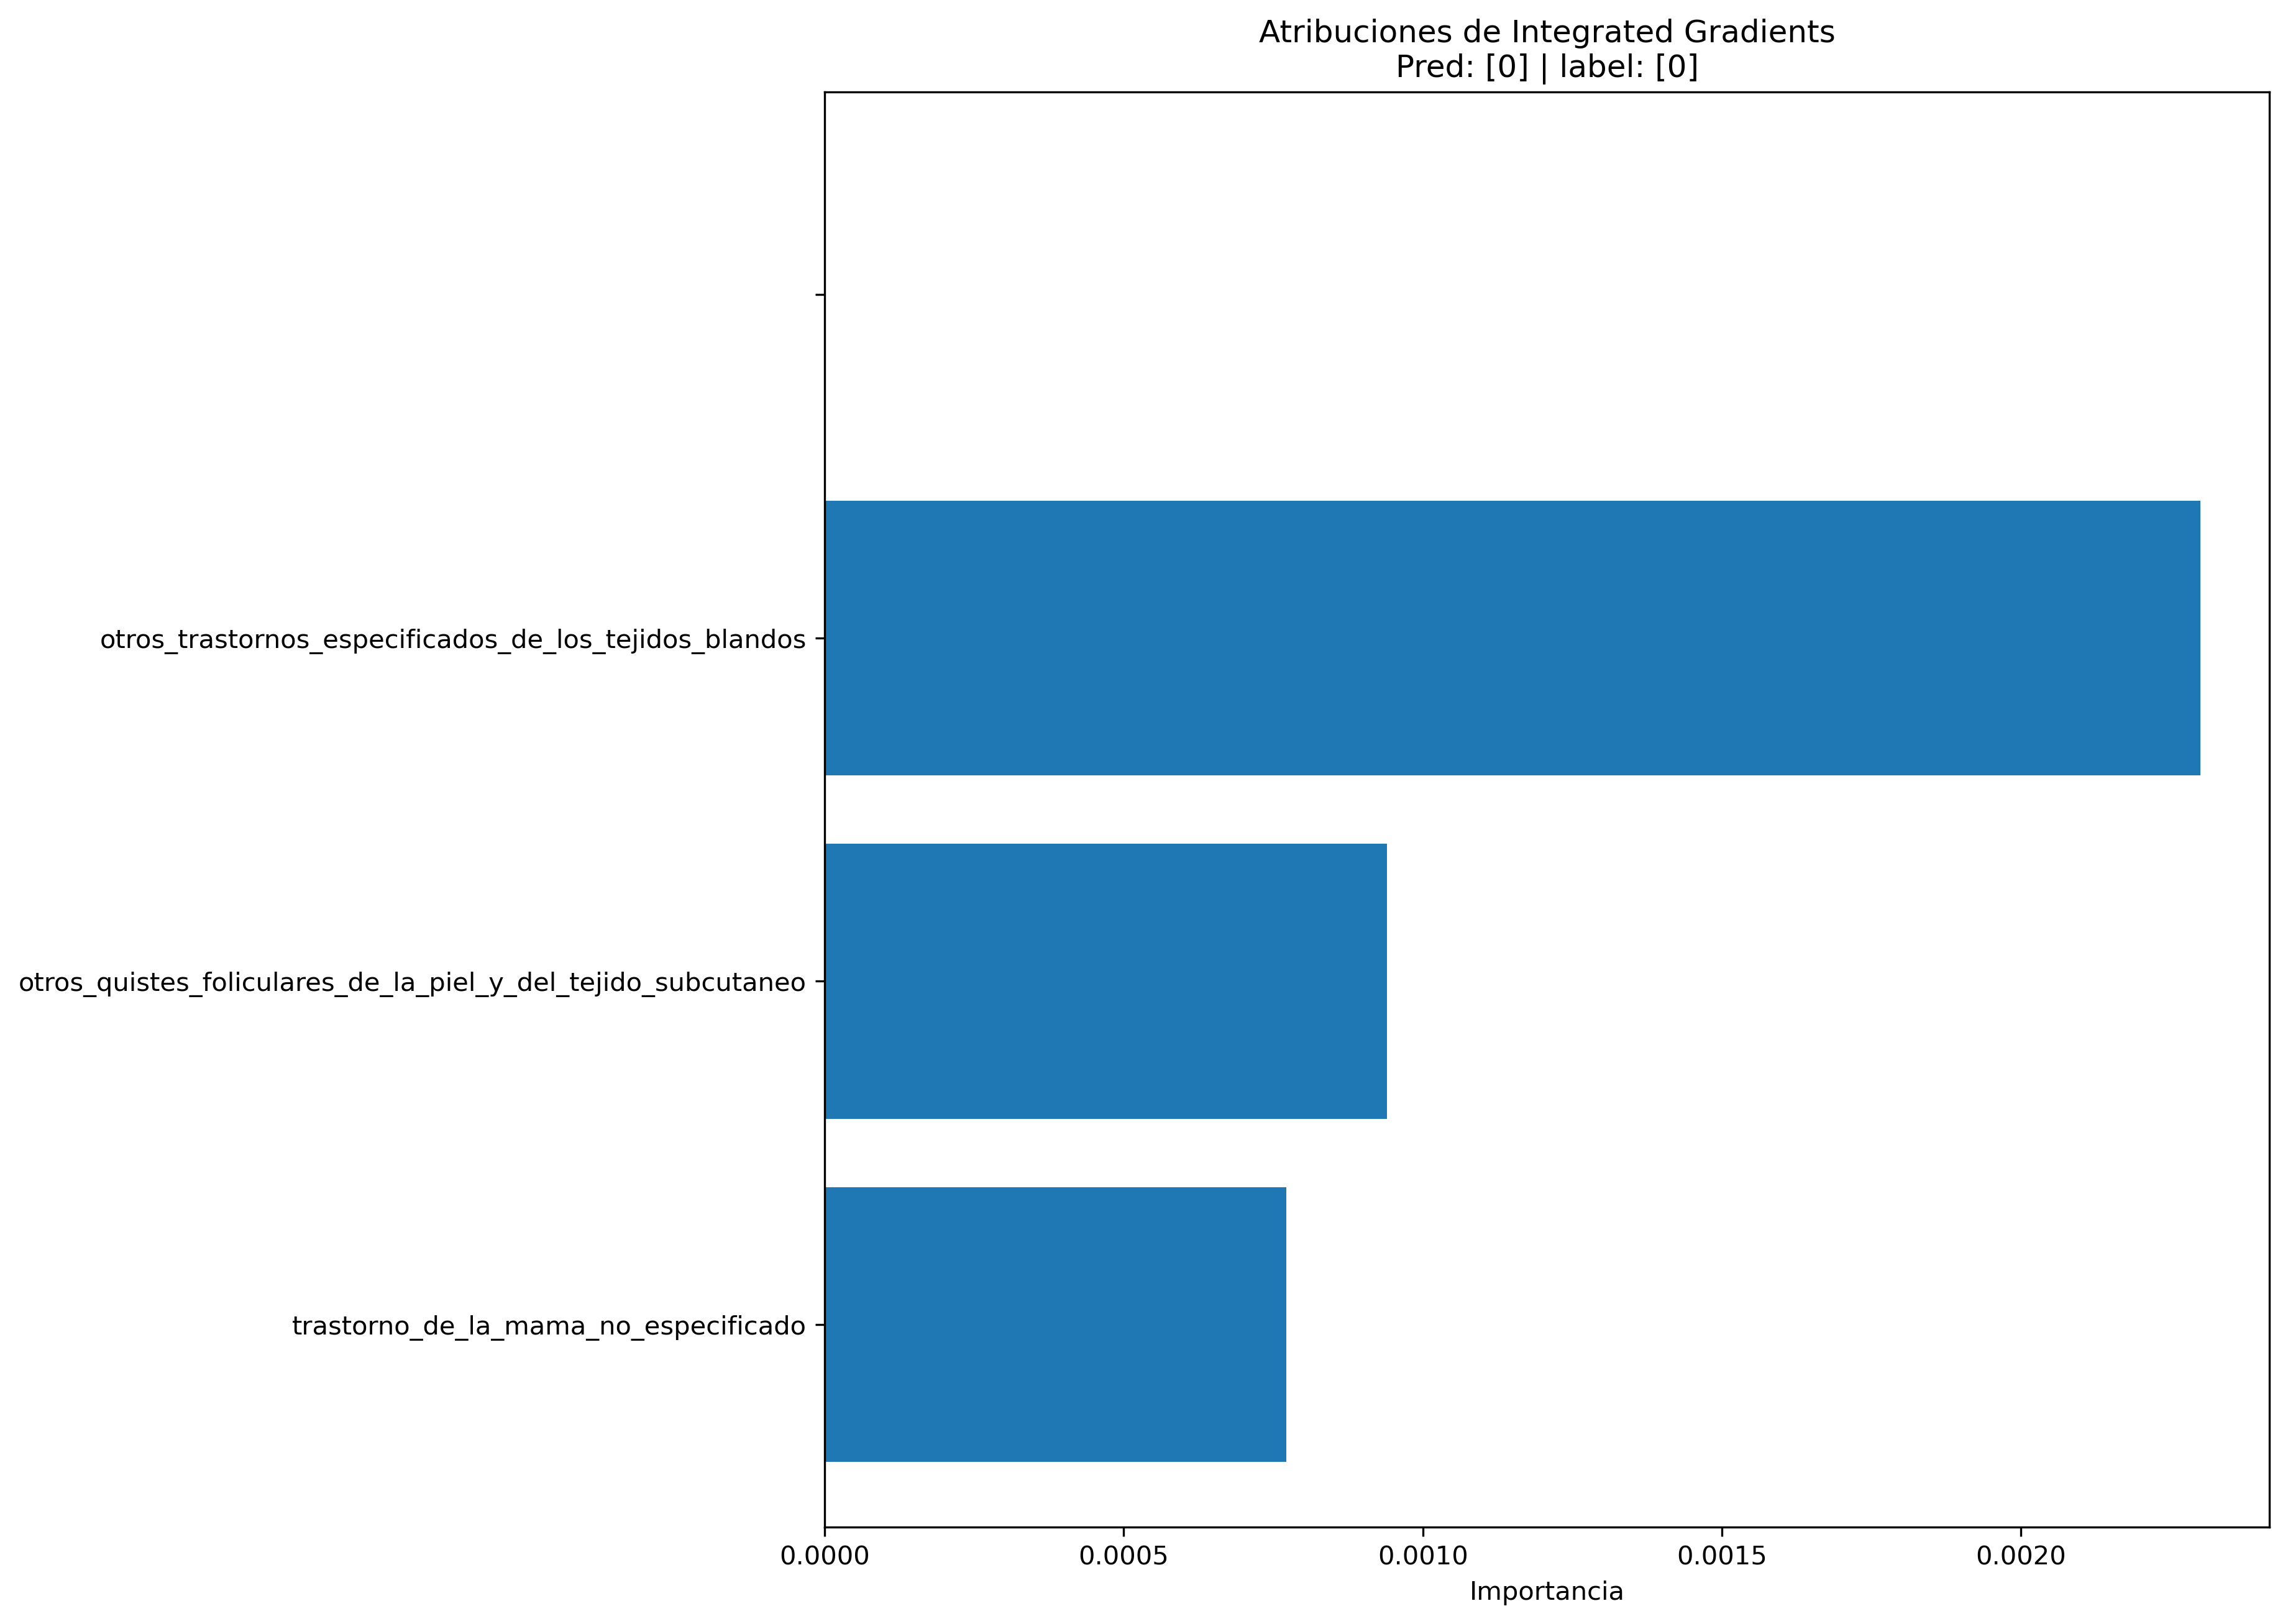 Atribuciones de Integrated Gradients
Pred: [0] | label: [0]
otros_trastornos_especificados_de_los_tejidos_blandos
otros_quistes_foliculares_de_la_piel_y_del_tejido_subcutaneo
trastorno_de_la_mama_no_especificado
0.0000 0.0005 0.0010 0.0015 0.0020
Importancia